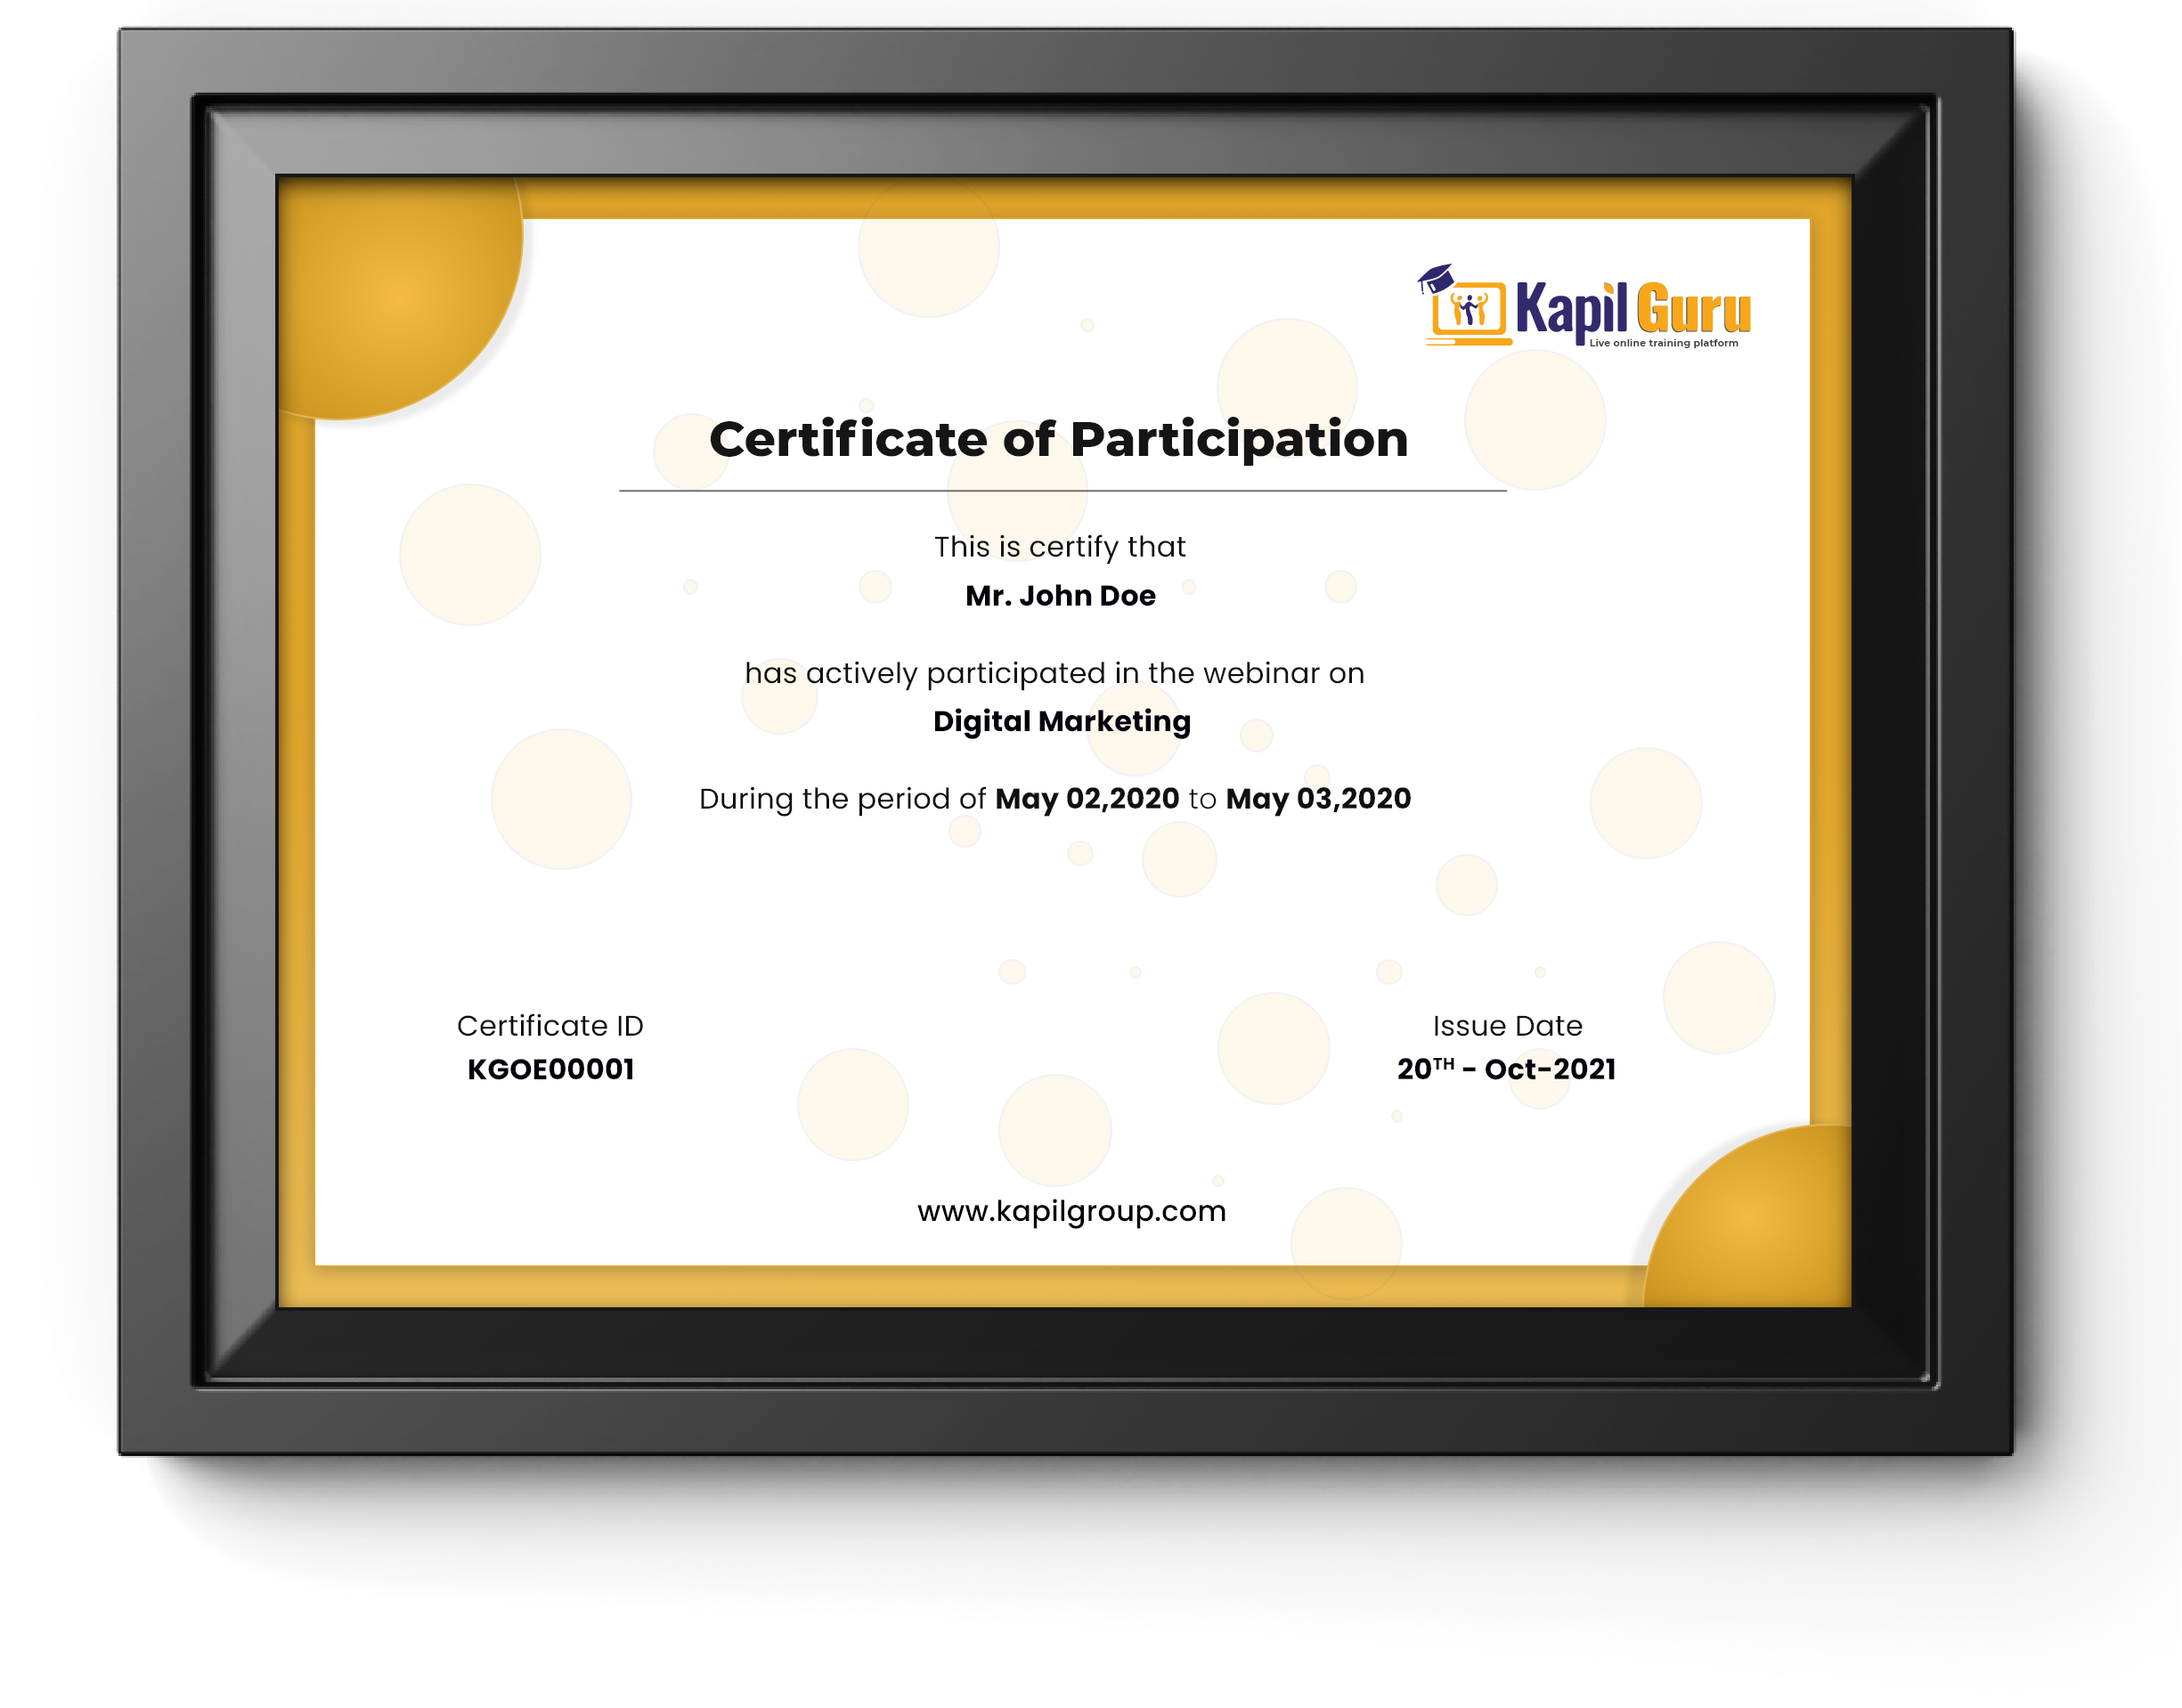 Kapil Guru
Live online training platform
Certificate of Participation
This is certify that
Mr. John Doe
has actively participated in the webinar on
Digital Marketing
During the period of May 02,2020 to May 03,2020
Certificate ID
KGOE00001
Issue Date
20TH - Oct-2021
www.kapilgroup.com